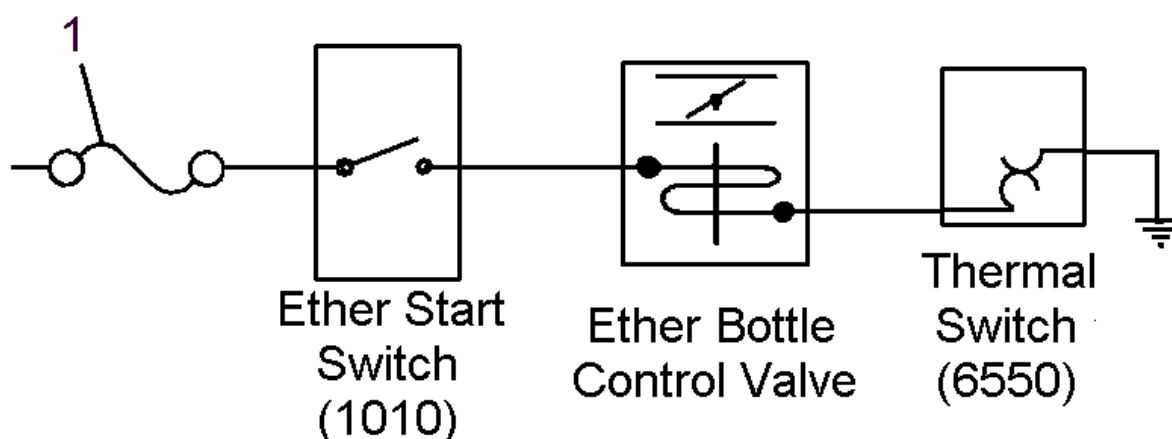 1
Ether Start
Switch
(1010)
Ether Bottle
Control Valve
Thermal
Switch
(6550)